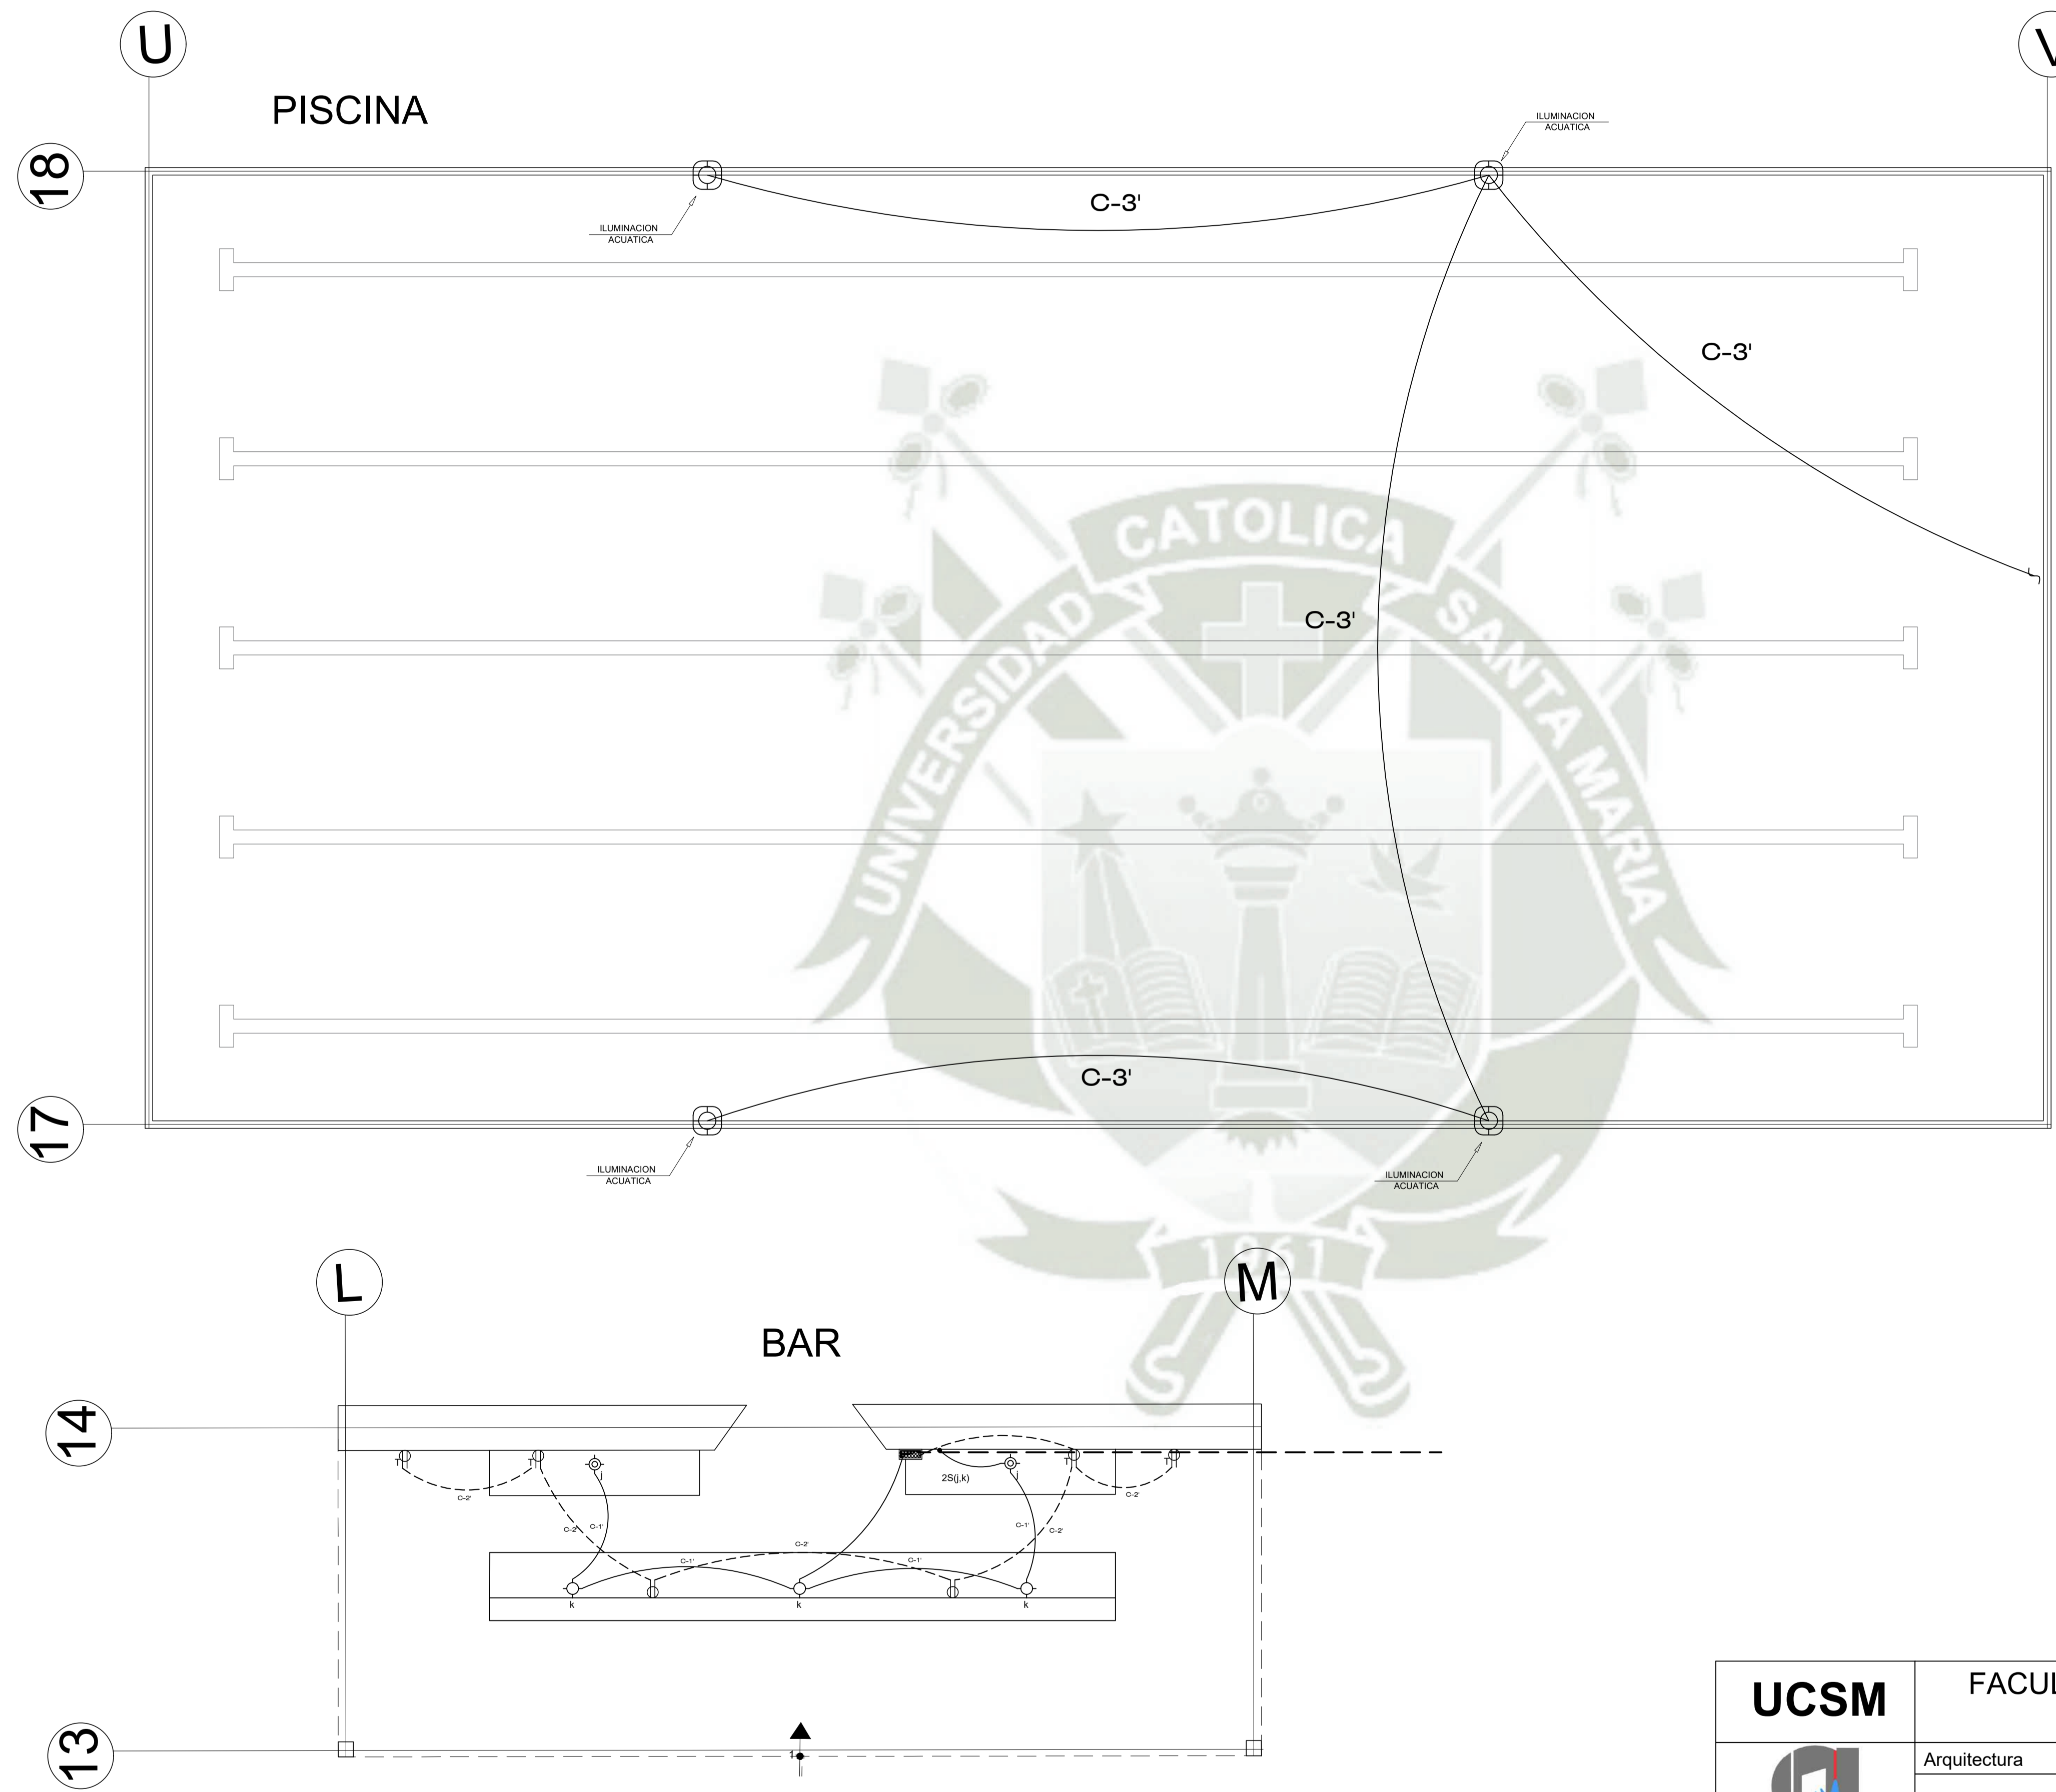 U
PISCINA
18
ILUMINACION
ACUATICA
C-3'
ILUMINACION
ACUATICA
C-3'
C-3'
UNIVERSIDAD
CATOLICA
SANTA MARIA
1961
C-3'
17
ILUMINACION
ACUATICA
ILUMINACION
ACUATICA
L
M
BAR
14
T
T
j
2S(j,k)
j
T
T
C-2'
C-2'
C-2'
C-1'
C-1'
C-2'
C-2'
C-1'
C-1'
k
k
k
13
1
UCSM
Arquitectura